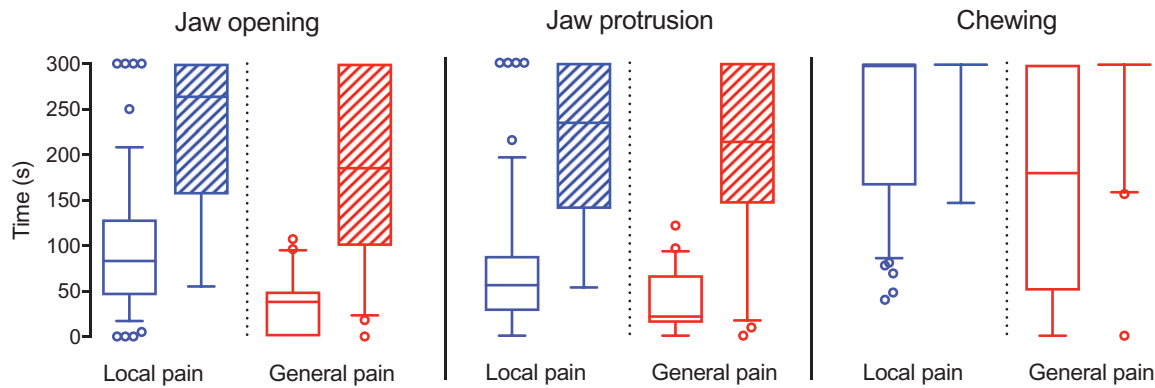 Jaw opening
Jaw protrusion
Chewing
Time (s)
300
250
200
150
100
50
0
Local pain
General pain
Local pain
General pain
Local pain
General pain